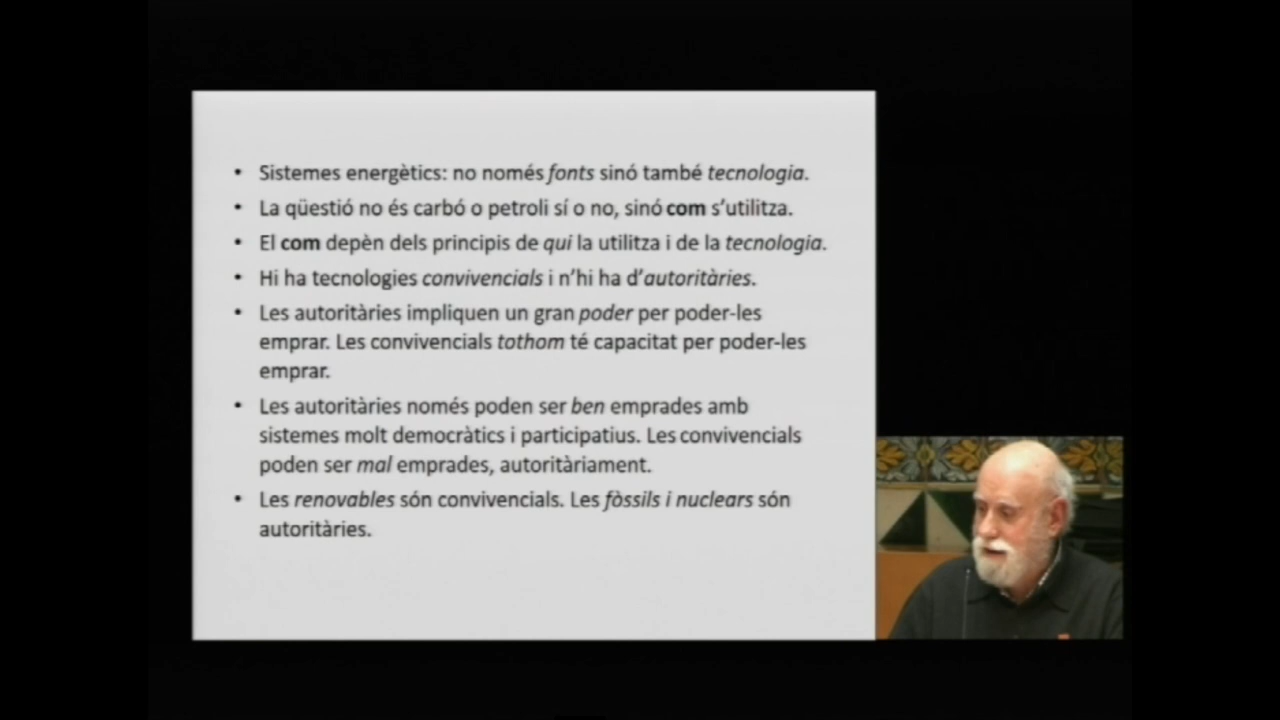 • Sistemes energètics: no només fonts sinó també tecnologia.
• La qüestió no és carbó o petroli sí o no, sinó com s'utilitza.
• El com depèn dels principis de qui la utilitza i de la tecnologia.
• Hi ha tecnologies convivencials i n'hi ha d'autoritàries.
• Les autoritàries impliquen un gran poder per poder-les
emprar. Les convivencials tothom té capacitat per poder-les
emprar.
• Les autoritàries només poden ser ben emprades amb
sistemes molt democràtics i participatius. Les convivencials
poden ser mal emprades, autoritàriament.
• Les renovables són convivencials. Les fòssils i nuclears són
autoritàries.